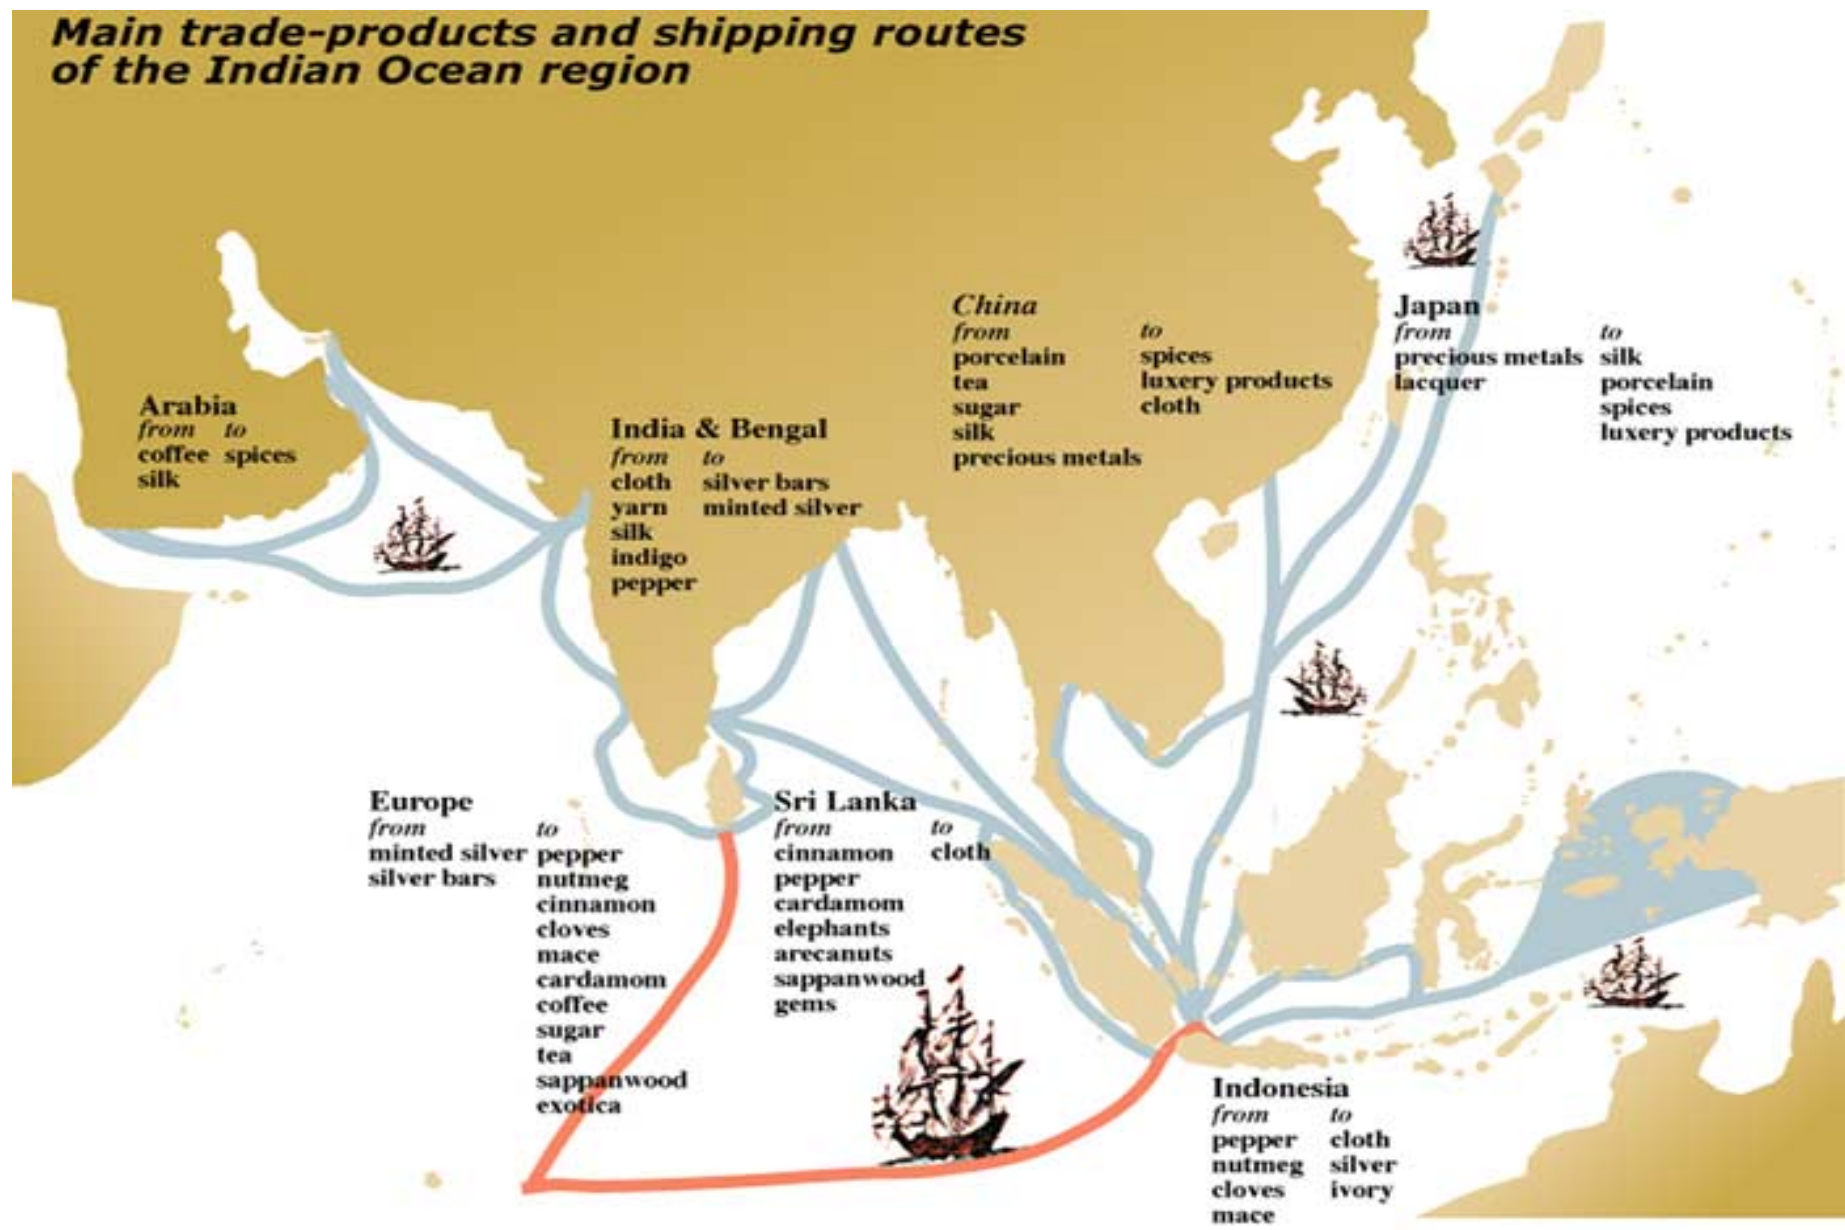 Main trade-products and shipping routes
of the Indian Ocean region
Arabia
from to
coffee spices
silk
India & Bengal
from to
cloth silver bars
yarn minted silver
silk
indigo
pepper
China
from to
porcelain spices
tea luxery products
sugar cloth
silk
precious metals
Japan
from to
precious metals silk
lacquer porcelain
spices
luxery products
Europe
from to
minted silver pepper
silver bars nutmeg
cinnamon
cloves
mace
cardamom
coffee
sugar
tea
sappanwood
exotica
Sri Lanka
from to
cinnamon cloth
pepper
cardamom
elephants
arecanuts
sappanwood
gems
Indonesia
from to
pepper cloth
nutmeg silver
cloves ivory
mace